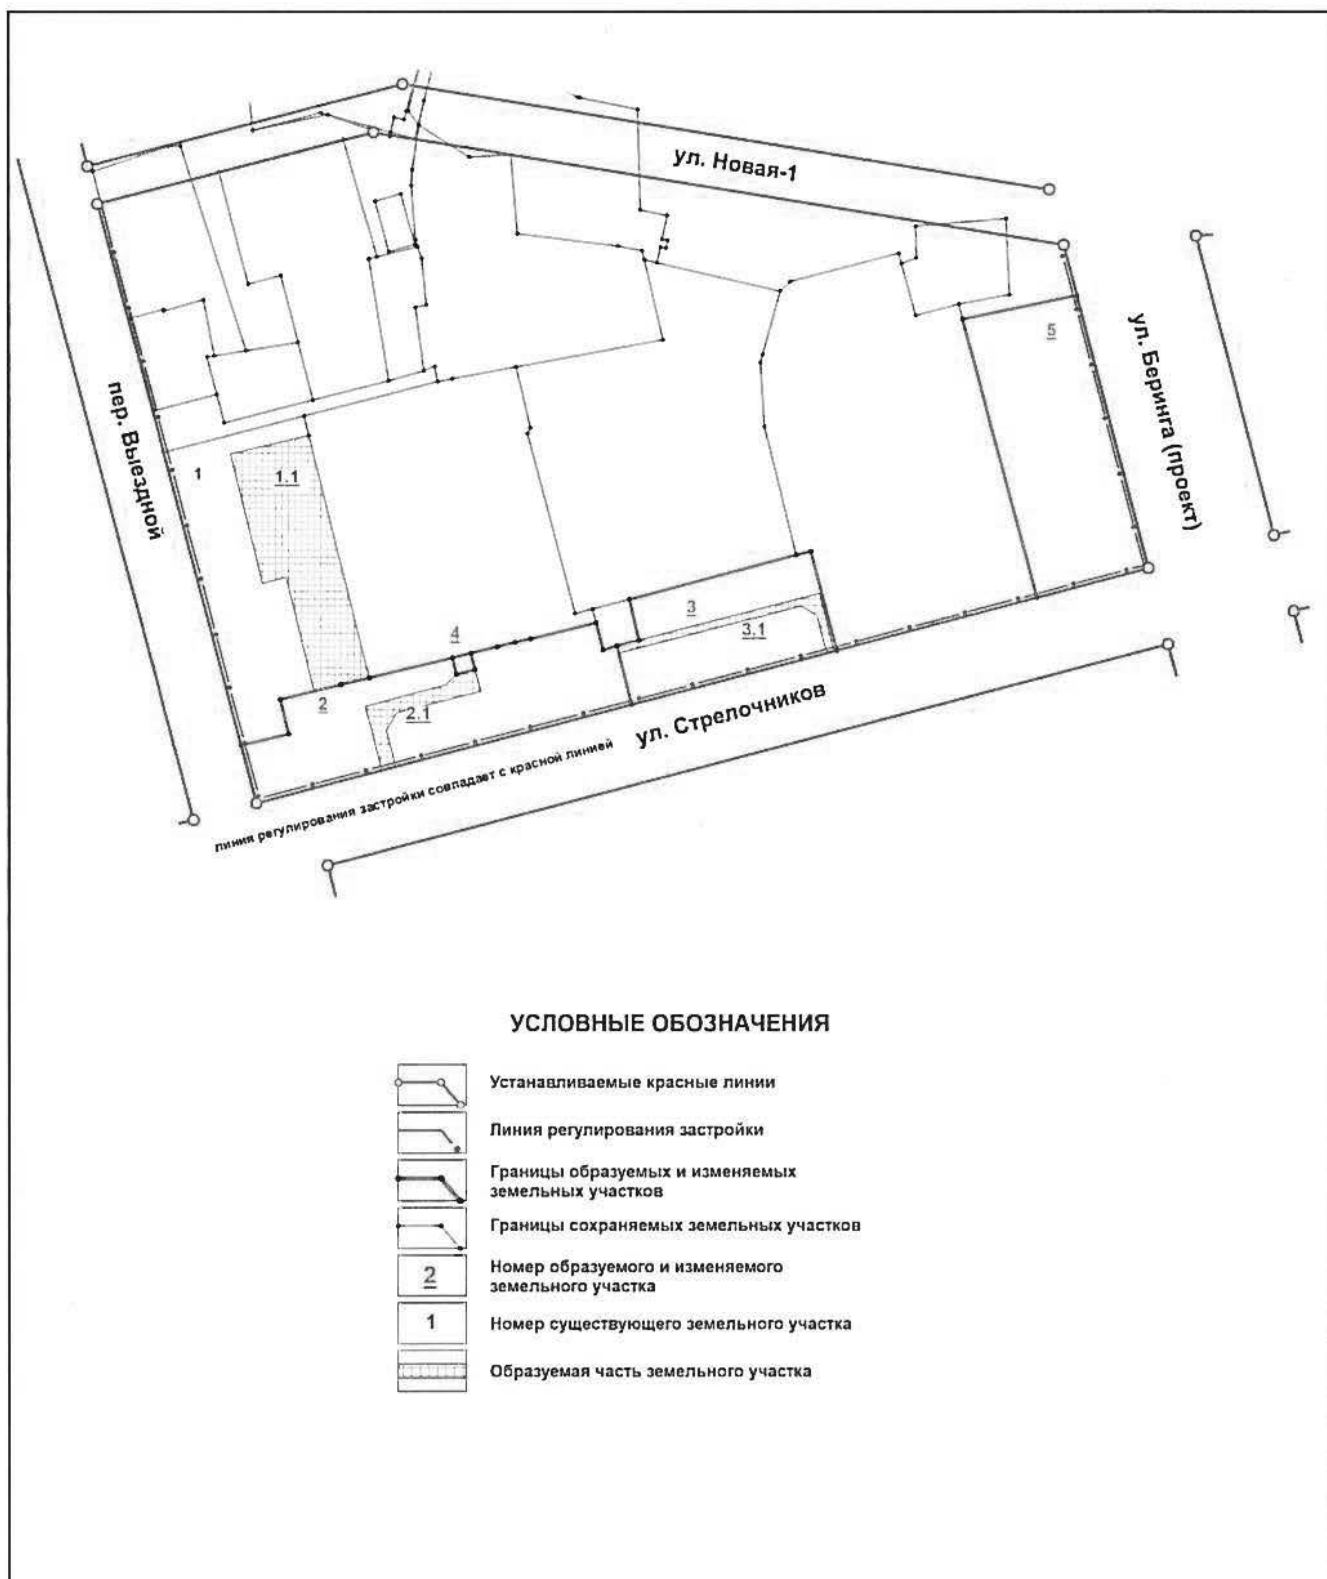 ул. Новая-1
5
ул. Беринга (проект)
пер. Выездной
1
1.1
3
3.1
4
2
2.1
ул. Стрелочников
линия регулирования застройки совпадает с красной линией
УСЛОВНЫЕ ОБОЗНАЧЕНИЯ
Устанавливаемые красные линии
Линия регулирования застройки
Границы образуемых и изменяемых
земельных участков
Границы сохраняемых земельных участков
2
Номер образуемого и изменяемого
земельного участка
1
Номер существующего земельного участка
Образуемая часть земельного участка